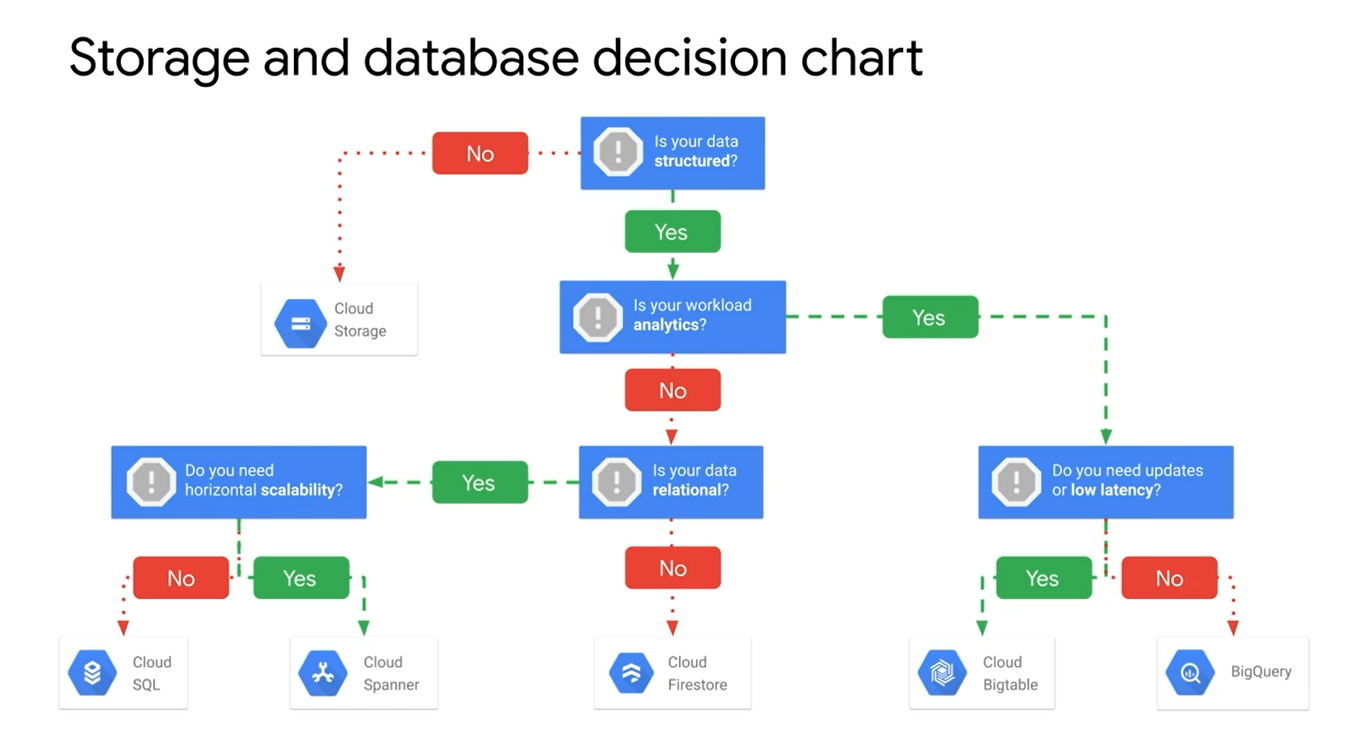 Storage and database decision chart
Is your data
structured?
No
Yes
Cloud
Storage
Is your workload
analytics?
Yes
No
Do you need
horizontal scalability?
Yes
Is your data
relational?
Do you need updates
or low latency?
No
Yes
No
Yes
No
Cloud
SQL
Cloud
Spanner
Cloud
Firestore
Cloud
Bigtable
BigQuery